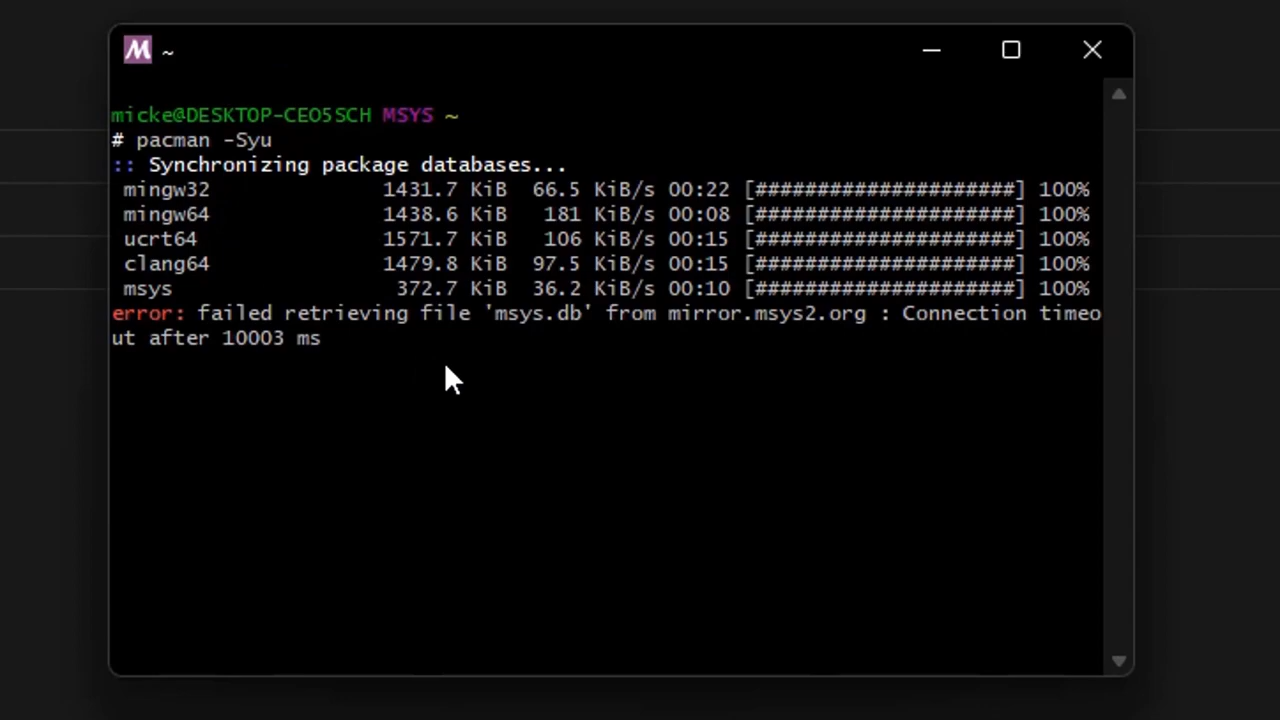 M ~
micke@DESKTOP-CEO5SCH MSYS ~
# pacman -Syu
:: Synchronizing package databases...
mingw32 1431.7 KiB 66.5 KiB/s 00:22 [#####################] 100%
mingw64 1438.6 KiB 181 KiB/s 00:08 [#####################] 100%
ucrt64 1571.7 KiB 106 KiB/s 00:15 [#####################] 100%
clang64 1479.8 KiB 97.5 KiB/s 00:15 [#####################] 100%
msys 372.7 KiB 36.2 KiB/s 00:10 [#####################] 100%
error: failed retrieving file 'msys.db' from mirror.msys2.org : Connection timeo
ut after 10003 ms